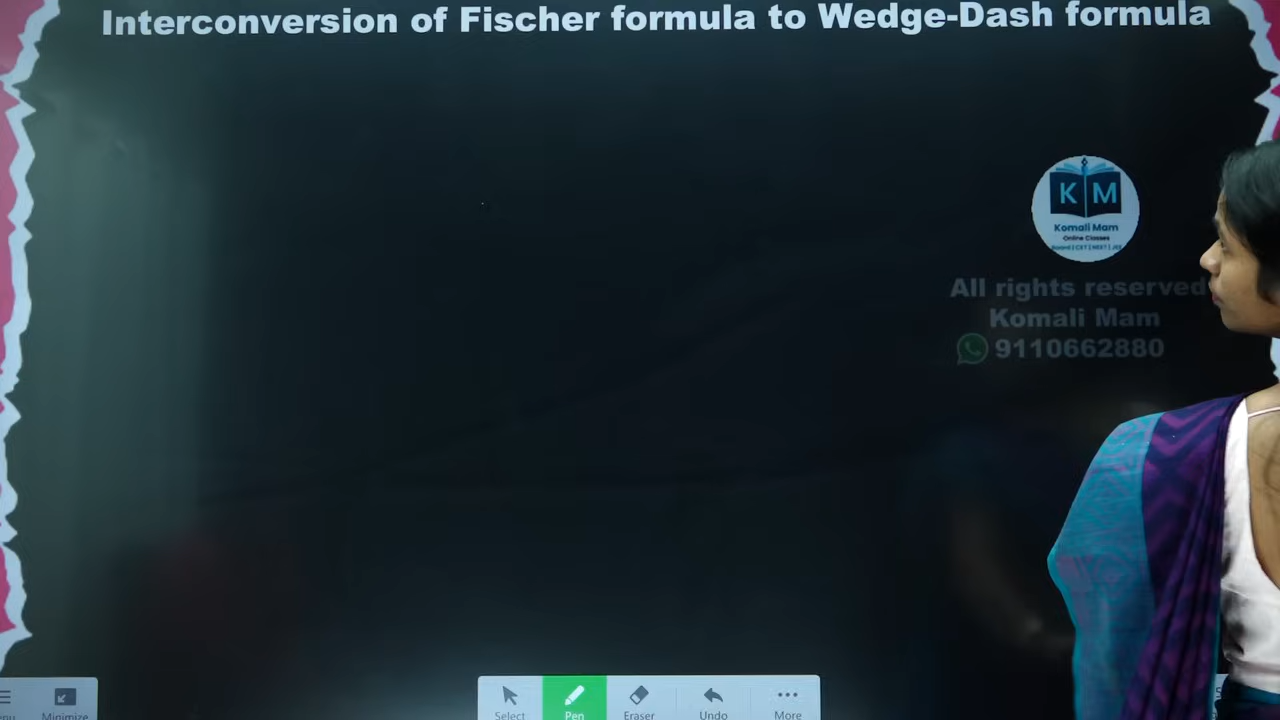 Interconversion of Fischer formula to Wedge-Dash formula
K M
Komali Mam
Online Classes
All rights reserved
Komali Mam
9110662880
Minimize
Select
Pen
Eraser
Undo
More